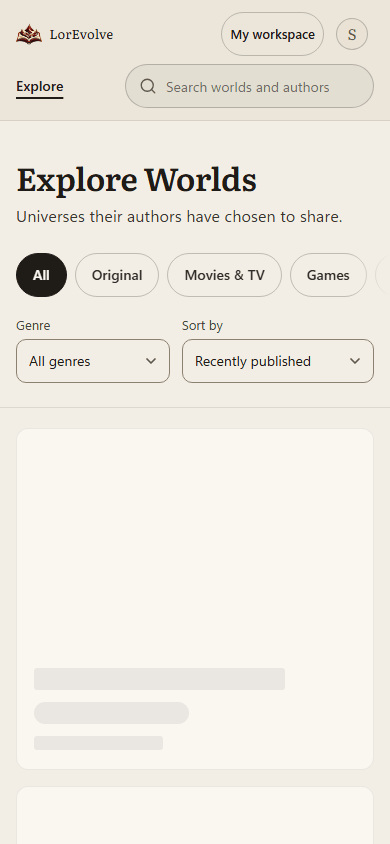 LorEvolve
My workspace
S
Explore
Search worlds and authors
Explore Worlds
Universes their authors have chosen to share.
All
Original
Movies & TV
Games
Genre
Sort by
All genres
Recently published